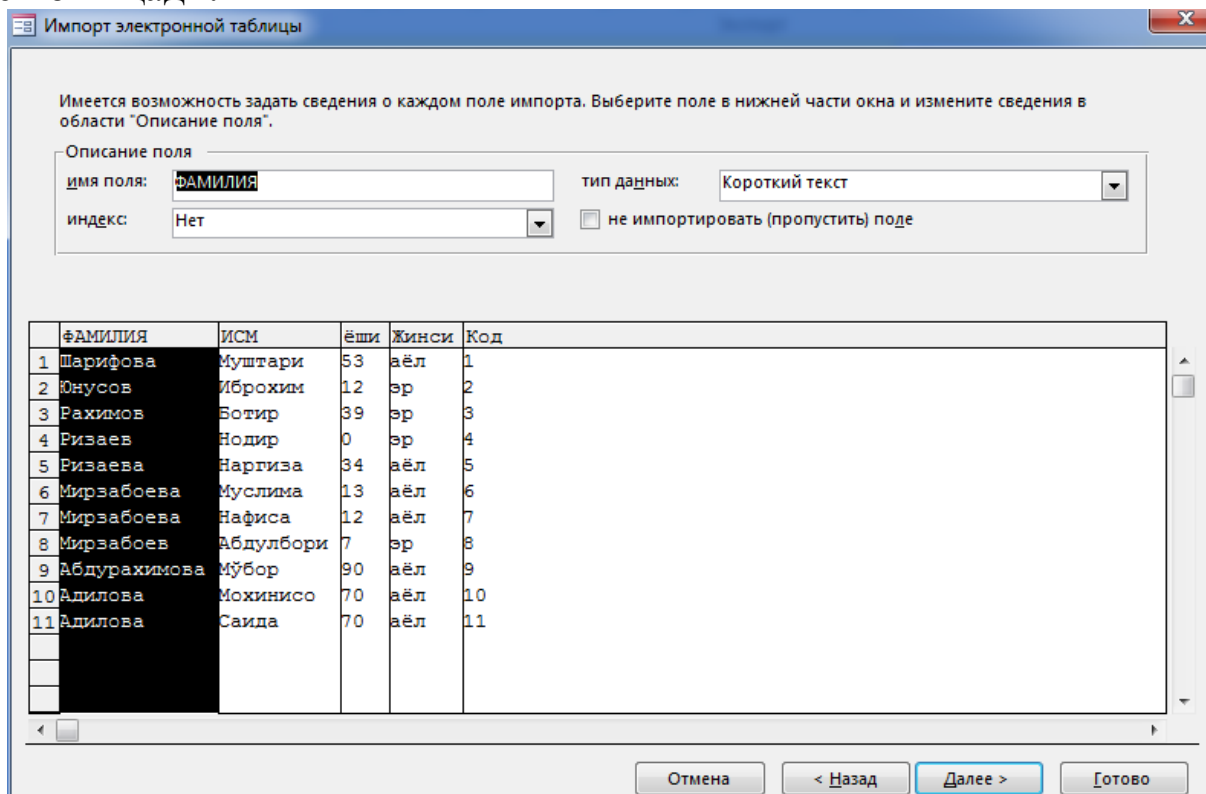 Импорт электронной таблицы
Имеется возможность задать сведения о каждом поле импорта. Выберите поле в нижней части окна и измените сведения в
области "Описание поля".
Описание поля
имя поля: ФАМИЛИЯ тип данных: Короткий текст
индекс: Нет не импортировать (пропустить) поле
ФАМИЛИЯ ИСМ ёши Жинси Код
1 Шарифова Муштари 53 аёл 1
2 Юнусов Иброхим 12 эр 2
3 Рахимов Ботир 39 эр 3
4 Ризаев Нодир 0 эр 4
5 Ризаева Наргиза 34 аёл 5
6 Мирзабоева Муслима 13 аёл 6
7 Мирзабоева Нафиса 12 аёл 7
8 Мирзабоев Абдулбори 7 эр 8
9 Абдурахимова Мўбор 90 аёл 9
10 Адилова Мохинисо 70 аёл 10
11 Адилова Саида 70 аёл 11
Отмена < Назад Далее > Готово